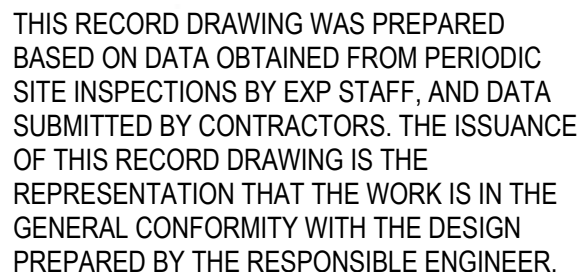 THIS RECORD DRAWING WAS PREPARED
BASED ON DATA OBTAINED FROM PERIODIC
SITE INSPECTIONS BY EXP STAFF, AND DATA
SUBMITTED BY CONTRACTORS. THE ISSUANCE
OF THIS RECORD DRAWING IS THE
REPRESENTATION THAT THE WORK IS IN THE
GENERAL CONFORMITY WITH THE DESIGN
PREPARED BY THE RESPONSIBLE ENGINEER.